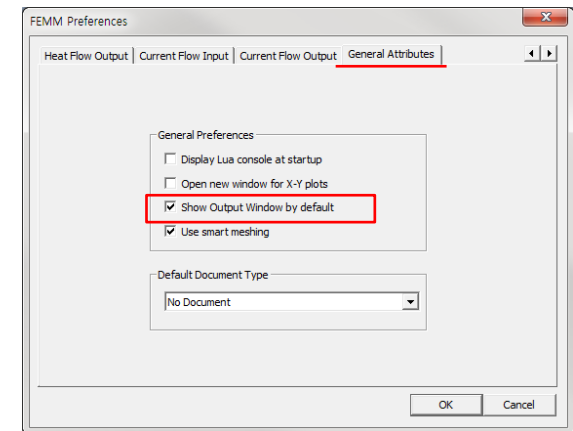 FEMM Preferences
Heat Flow Output Current Flow Input Current Flow Output General Attributes
General Preferences
Display Lua console at startup
Open new window for X-Y plots
Show Output Window by default
Use smart meshing
Default Document Type
No Document
OK Cancel